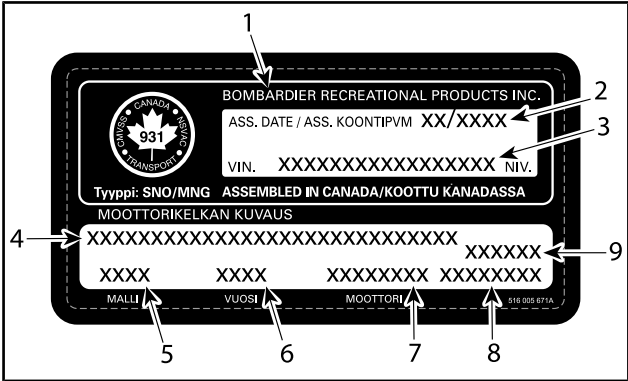 1
BOMBARDIER RECREATIONAL PRODUCTS INC.
CANADA
CMVSS
NSVAC
931
TRANSPORT
ASS. DATE / ASS. KOONTIPVM XX/XXXX
2
3
VIN. XXXXXXXXXXXXXXXXX NIV.
Tyyppi: SNO/MNG ASSEMBLED IN CANADA/KOOTTU KANADASSA
MOOTTORIKELKAN KUVAUS
4
XXXXXXXXXXXXXXXXXXXXXXXXXXXXX
XXXXXX
9
XXXX XXXX XXXXXXXX XXXXXXXX
MALLI VUOSI MOOTTORI 516 005 671A
5 6 7 8